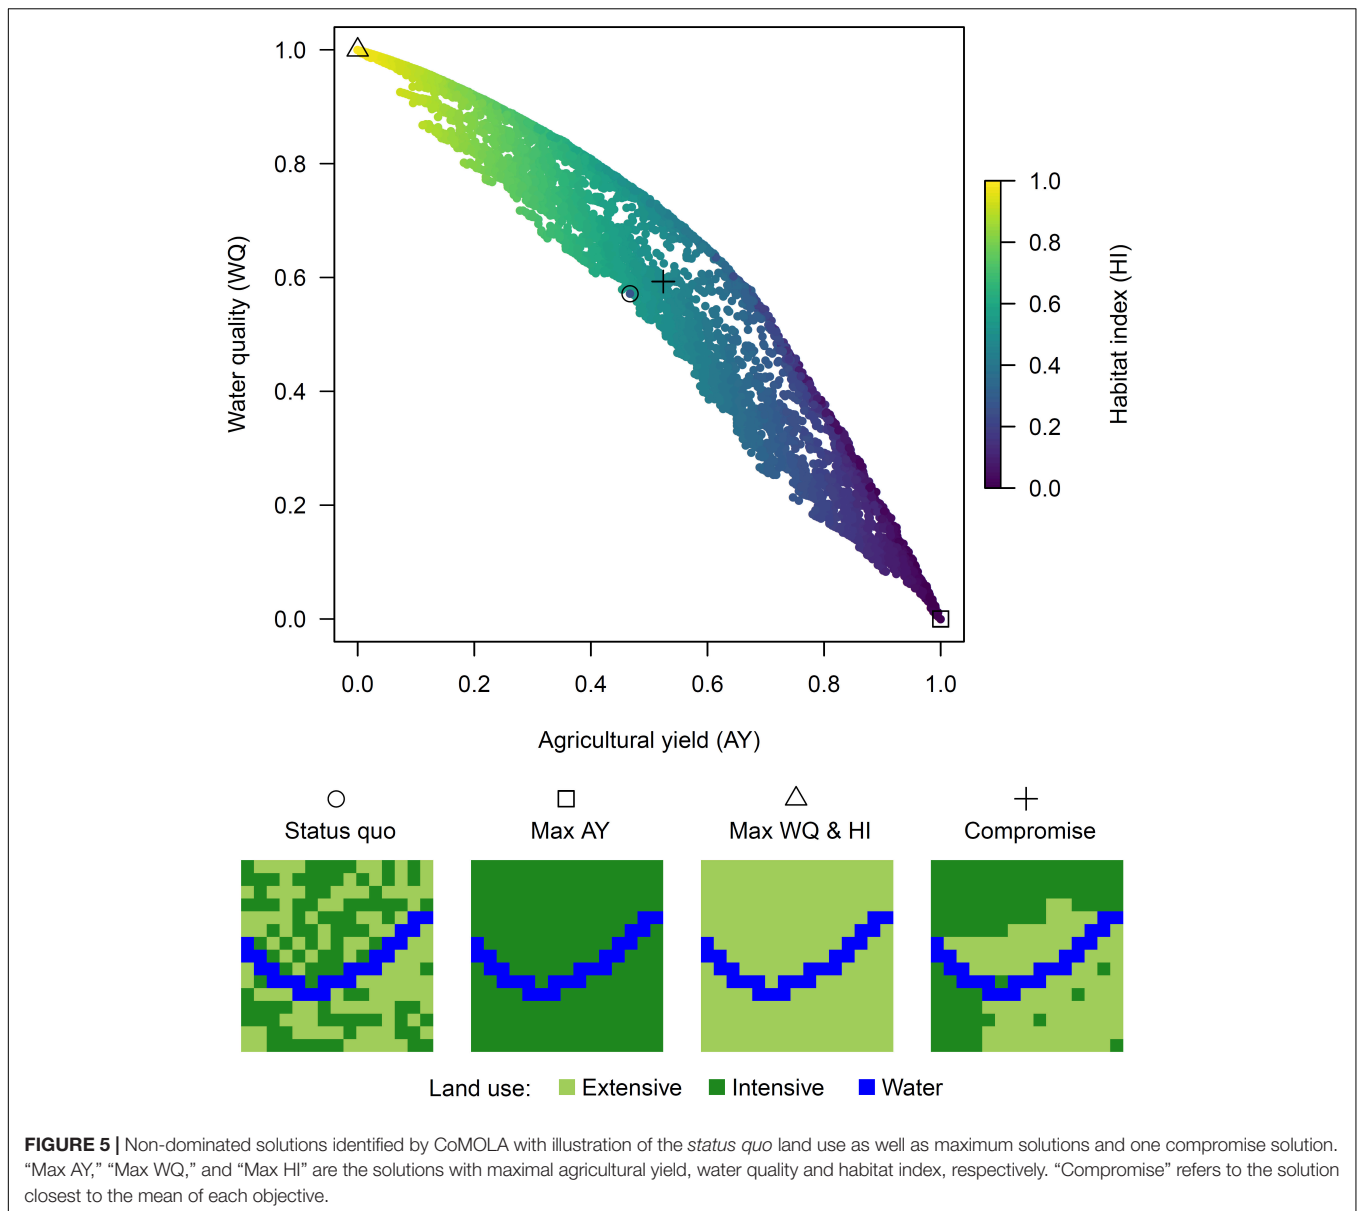 1.0
0.8
0.6
0.4
0.2
0.0
Water quality (WQ)
0.0 0.2 0.4 0.6 0.8 1.0
Agricultural yield (AY)
1.0
0.8
0.6
0.4
0.2
0.0
Habitat index (HI)
Status quo Max AY Max WQ & HI Compromise
Land use: Extensive Intensive Water
FIGURE 5 | Non-dominated solutions identified by CoMOLA with illustration of the status quo land use as well as maximum solutions and one compromise solution.
“Max AY,” “Max WQ,” and “Max HI” are the solutions with maximal agricultural yield, water quality and habitat index, respectively. “Compromise” refers to the solution
closest to the mean of each objective.